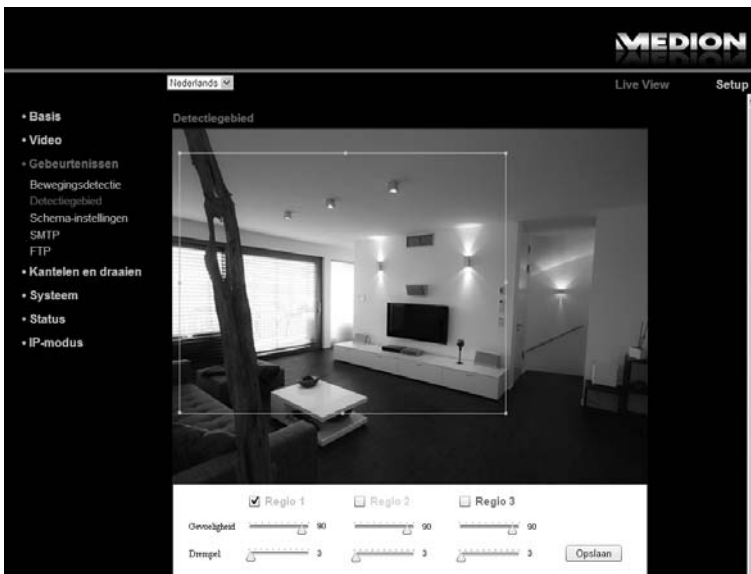 MEDION
Nederlands
Live View Setup
• Basis
• Video
• Gebeurtenissen
Bewegingsdetectie
Detectiegebied
Schema-instellingen
SMTP
FTP
• Kantelen en draaien
• Systeem
• Status
• IP-modus
Detectiegebied
Regio 1 Regio 2 Regio 3
Gevoeligheid 90 90 90
Drempel 3 3 3
Opslaan